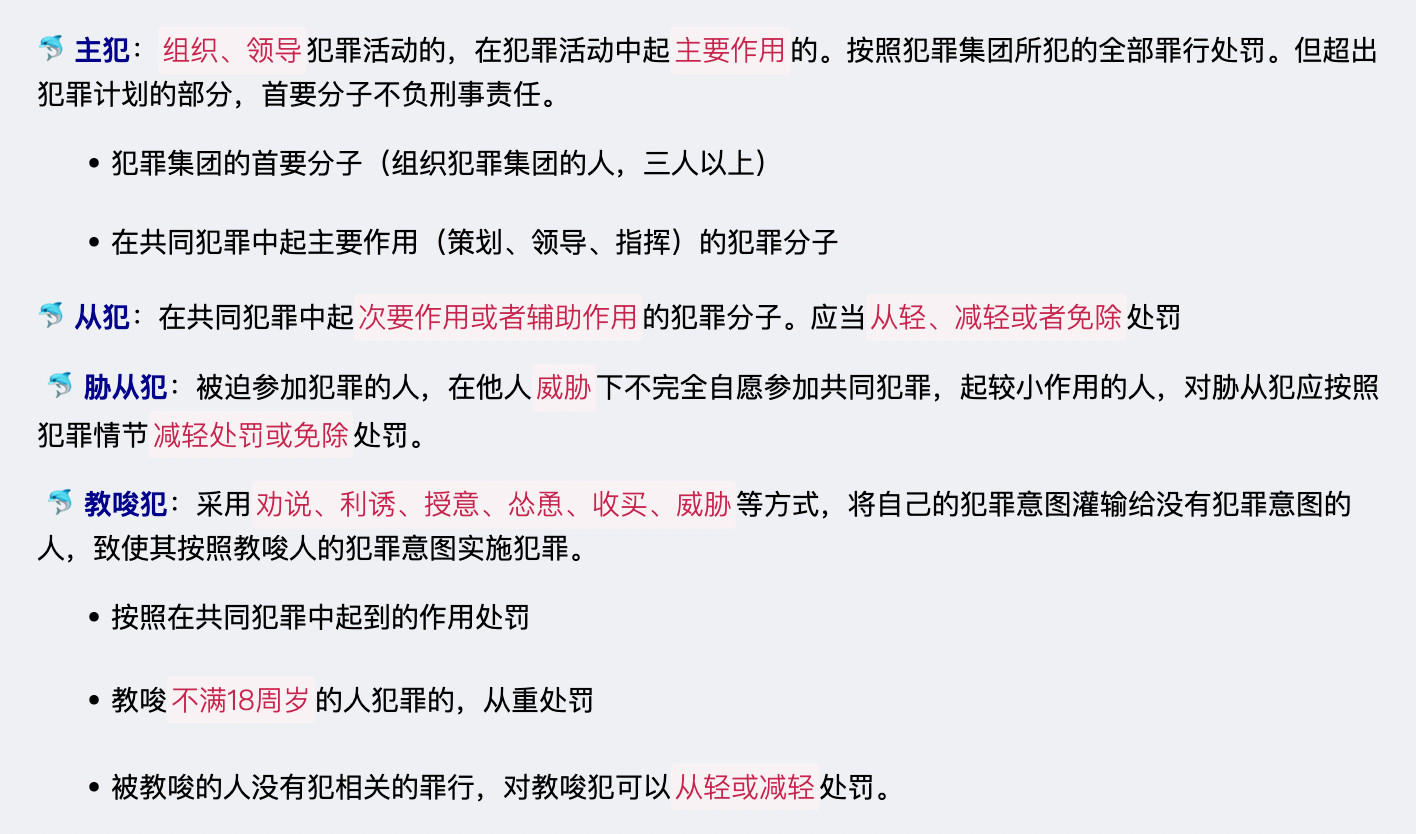 🐬 主犯：组织、领导犯罪活动的，在犯罪活动中起主要作用的。按照犯罪集团所犯的全部罪行处罚。但超出
犯罪计划的部分，首要分子不负刑事责任。
• 犯罪集团的首要分子（组织犯罪集团的人，三人以上）
• 在共同犯罪中起主要作用（策划、领导、指挥）的犯罪分子
🐬 从犯：在共同犯罪中起次要作用或者辅助作用的犯罪分子。应当从轻、减轻或者免除处罚
🐬 胁从犯：被迫参加犯罪的人，在他人威胁下不完全自愿参加共同犯罪，起较小作用的人，对胁从犯应按照
犯罪情节减轻处罚或免除处罚。
🐬 教唆犯：采用劝说、利诱、授意、怂恿、收买、威胁等方式，将自己的犯罪意图灌输给没有犯罪意图的
人，致使其按照教唆人的犯罪意图实施犯罪。
• 按照在共同犯罪中起到的作用处罚
• 教唆不满18周岁的人犯罪的，从重处罚
• 被教唆的人没有犯相关的罪行，对教唆犯可以从轻或减轻处罚。